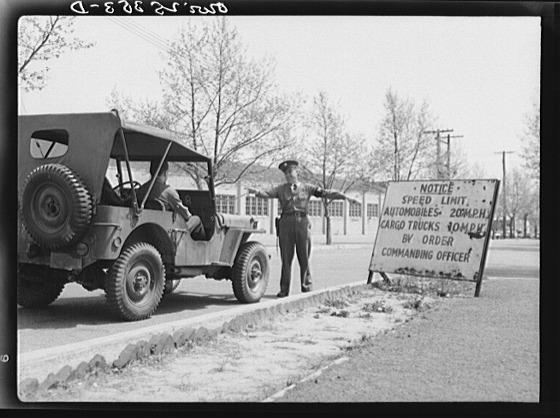 NOTICE
SPEED LIMIT
AUTOMOBILES 20 M.P.H.
CARGO TRUCKS 10 M.P.H.
BY ORDER
COMMANDING OFFICER